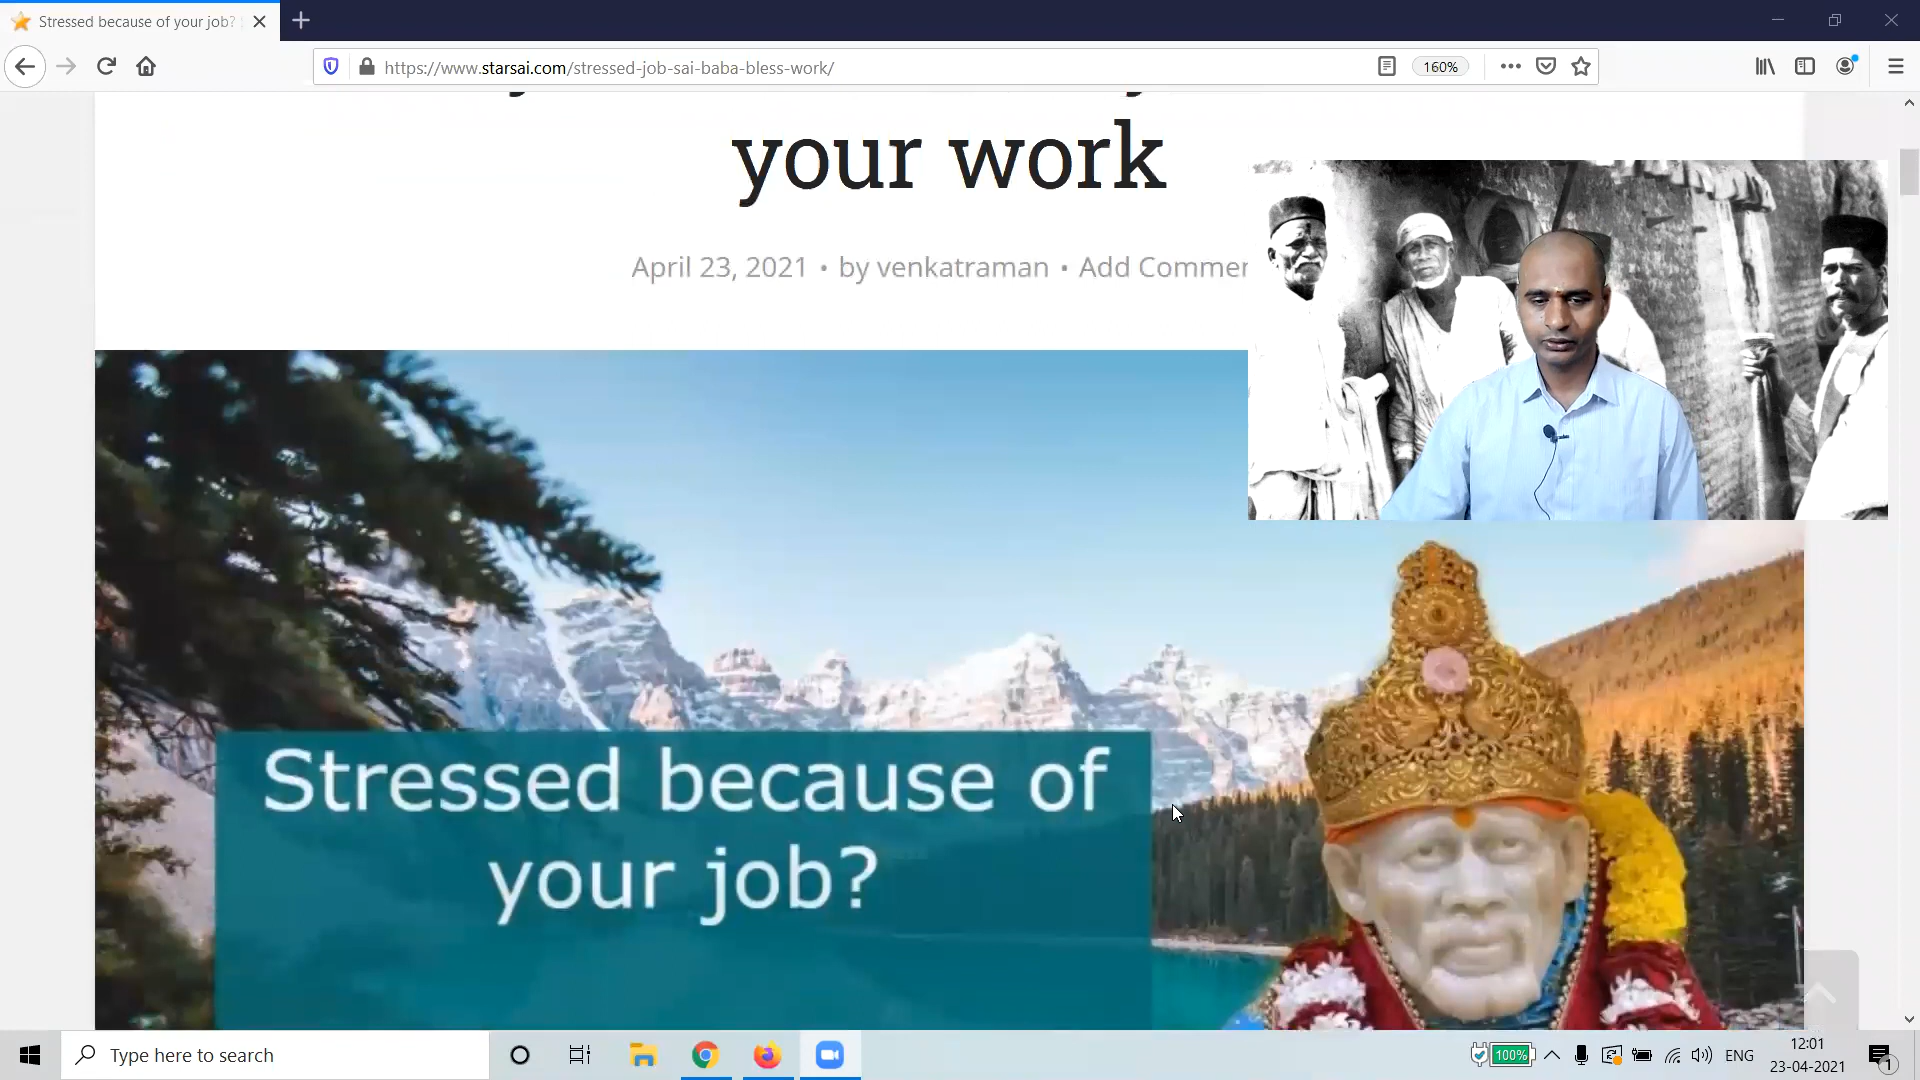 Stressed because of your job?
https://www.starsai.com/stressed-job-sai-baba-bless-work/
160%
your work
April 23, 2021 • by venkatraman • Add Commen
Stressed because of
your job?
Type here to search
100%
ENG
12:01
23-04-2021
1